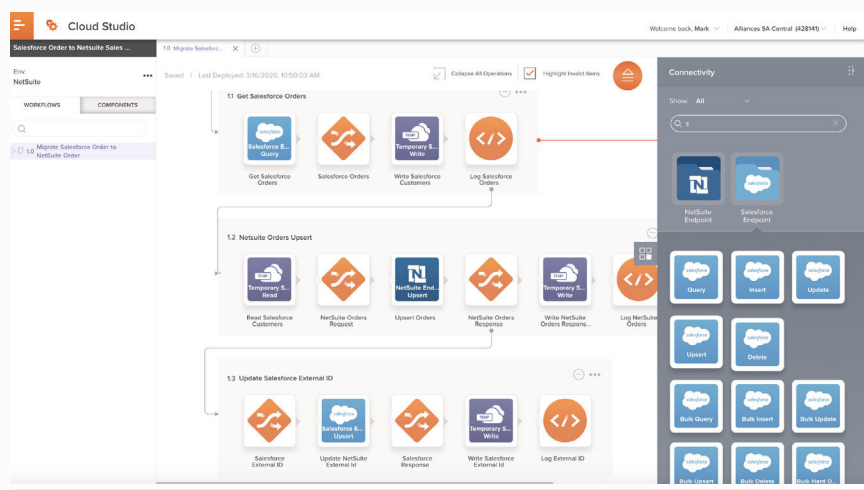 Cloud Studio
Welcome back, Mark
Alliances SA Central (428141)
Help
Salesforce Order to Netsuite Sales ...
1.0 Migrate Salesforc...
Env:
NetSuite
Saved | Last Deployed: 3/16/2020, 10:50:03 AM
Collapse All Operations
Highlight Invalid Items
WORKFLOWS
COMPONENTS
1.0 Migrate Salesforce Order to
NetSuite Order
1.1 Get Salesforce Orders
salesforce
Salesforce E...
Query
TEMP
Temporary S...
Write
</>
Get Salesforce
Orders
Salesforce Orders
Write Salesforce
Customers
Log Salesforce
Orders
1.2 Netsuite Orders Upsert
TEMP
Temporary S...
Read
N
NetSuite End...
Upsert
TEMP
Temporary S...
Write
</>
Read Salesforce
Customers
NetSuite Orders
Request
Upsert Orders
NetSuite Orders
Response
Write NetSuite
Orders Respons...
Log NetSuite
Orders
1.3 Update Salesforce External ID
salesforce
Salesforce E...
Upsert
TEMP
Temporary S...
Write
</>
Salesforce
External ID
Update NetSuite
External Id
Salesforce
Response
Write Salesforce
External Id
Log External ID
Connectivity
Show: All
s
N
salesforce
NetSuite
Endpoint
Salesforce
Endpoint
salesforce
Query
salesforce
Insert
salesforce
Update
salesforce
Upsert
salesforce
Delete
salesforce
Bulk Query
salesforce
Bulk Insert
salesforce
Bulk Update
salesforce
Bulk Upsert
salesforce
Bulk Delete
salesforce
Bulk Hard D...